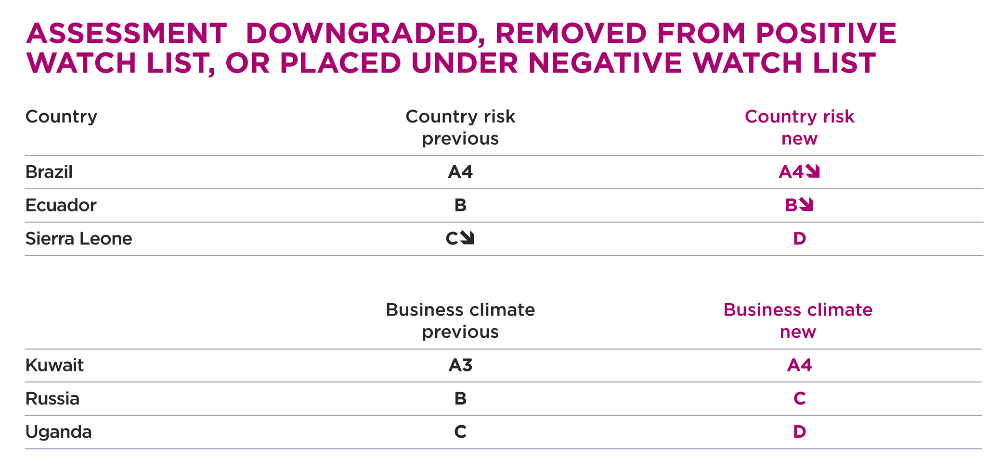 ASSESSMENT  DOWNGRADED, REMOVED FROM POSITIVE
WATCH LIST, OR PLACED UNDER NEGATIVE WATCH LIST
Country Country risk previous Country risk new
Brazil A4 A4
Ecuador B B
Sierra Leone C D
Business climate previous Business climate new
Kuwait A3 A4
Russia B C
Uganda C D